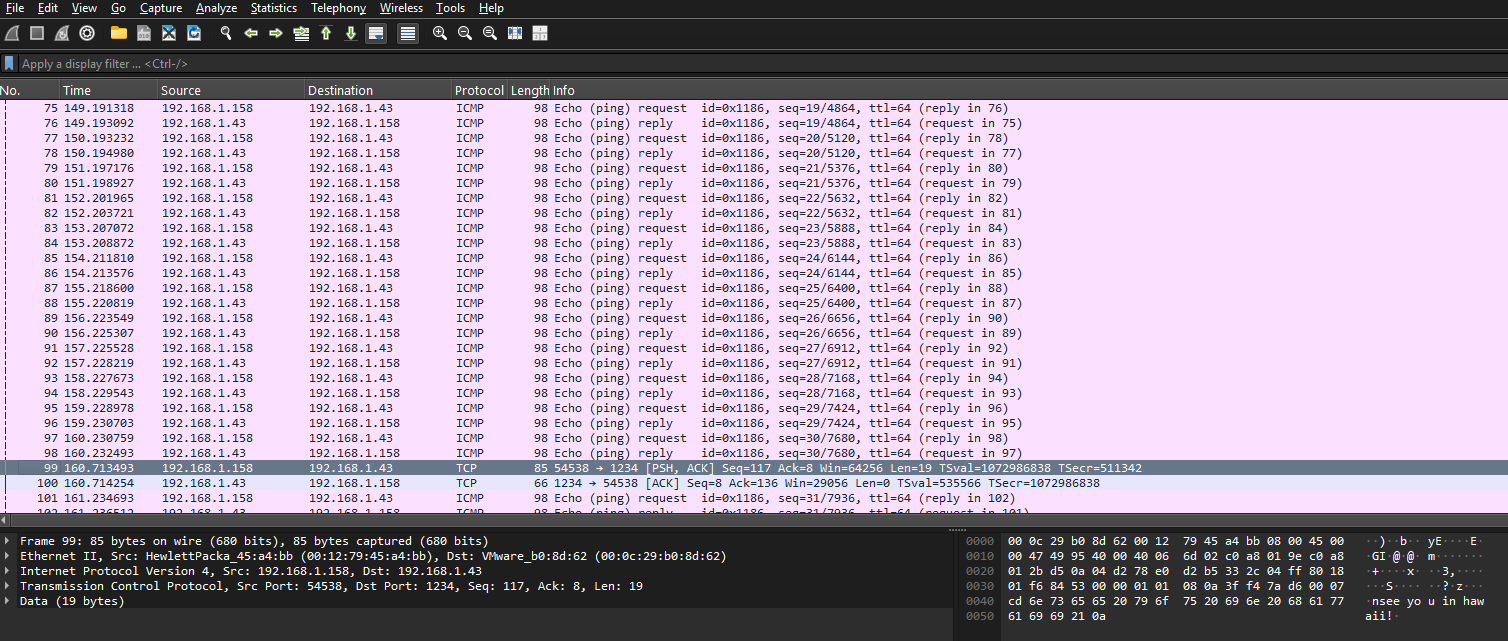 File Edit View Go Capture Analyze Statistics Telephony Wireless Tools Help
Apply a display filter ... <Ctrl-/>
No. Time Source Destination Protocol Length Info
75 149.191318 192.168.1.158 192.168.1.43 ICMP 98 Echo (ping) request id=0x1186, seq=19/4864, ttl=64 (reply in 76)
76 149.193092 192.168.1.43 192.168.1.158 ICMP 98 Echo (ping) reply id=0x1186, seq=19/4864, ttl=64 (request in 75)
77 150.193232 192.168.1.158 192.168.1.43 ICMP 98 Echo (ping) request id=0x1186, seq=20/5120, ttl=64 (reply in 78)
78 150.194980 192.168.1.43 192.168.1.158 ICMP 98 Echo (ping) reply id=0x1186, seq=20/5120, ttl=64 (request in 77)
79 151.197176 192.168.1.158 192.168.1.43 ICMP 98 Echo (ping) request id=0x1186, seq=21/5376, ttl=64 (reply in 80)
80 151.198927 192.168.1.43 192.168.1.158 ICMP 98 Echo (ping) reply id=0x1186, seq=21/5376, ttl=64 (request in 79)
81 152.201965 192.168.1.158 192.168.1.43 ICMP 98 Echo (ping) request id=0x1186, seq=22/5632, ttl=64 (reply in 82)
82 152.203721 192.168.1.43 192.168.1.158 ICMP 98 Echo (ping) reply id=0x1186, seq=22/5632, ttl=64 (request in 81)
83 153.207072 192.168.1.158 192.168.1.43 ICMP 98 Echo (ping) request id=0x1186, seq=23/5888, ttl=64 (reply in 84)
84 153.208872 192.168.1.43 192.168.1.158 ICMP 98 Echo (ping) reply id=0x1186, seq=23/5888, ttl=64 (request in 83)
85 154.211810 192.168.1.158 192.168.1.43 ICMP 98 Echo (ping) request id=0x1186, seq=24/6144, ttl=64 (reply in 86)
86 154.213576 192.168.1.43 192.168.1.158 ICMP 98 Echo (ping) reply id=0x1186, seq=24/6144, ttl=64 (request in 85)
87 155.218600 192.168.1.158 192.168.1.43 ICMP 98 Echo (ping) request id=0x1186, seq=25/6400, ttl=64 (reply in 88)
88 155.220819 192.168.1.43 192.168.1.158 ICMP 98 Echo (ping) reply id=0x1186, seq=25/6400, ttl=64 (request in 87)
89 156.223549 192.168.1.158 192.168.1.43 ICMP 98 Echo (ping) request id=0x1186, seq=26/6656, ttl=64 (reply in 90)
90 156.225307 192.168.1.43 192.168.1.158 ICMP 98 Echo (ping) reply id=0x1186, seq=26/6656, ttl=64 (request in 89)
91 157.225528 192.168.1.158 192.168.1.43 ICMP 98 Echo (ping) request id=0x1186, seq=27/6912, ttl=64 (reply in 92)
92 157.228219 192.168.1.43 192.168.1.158 ICMP 98 Echo (ping) reply id=0x1186, seq=27/6912, ttl=64 (request in 91)
93 158.227673 192.168.1.158 192.168.1.43 ICMP 98 Echo (ping) request id=0x1186, seq=28/7168, ttl=64 (reply in 94)
94 158.229543 192.168.1.43 192.168.1.158 ICMP 98 Echo (ping) reply id=0x1186, seq=28/7168, ttl=64 (request in 93)
95 159.228978 192.168.1.158 192.168.1.43 ICMP 98 Echo (ping) request id=0x1186, seq=29/7424, ttl=64 (reply in 96)
96 159.230703 192.168.1.43 192.168.1.158 ICMP 98 Echo (ping) reply id=0x1186, seq=29/7424, ttl=64 (request in 95)
97 160.230759 192.168.1.158 192.168.1.43 ICMP 98 Echo (ping) request id=0x1186, seq=30/7680, ttl=64 (reply in 98)
98 160.232493 192.168.1.43 192.168.1.158 ICMP 98 Echo (ping) reply id=0x1186, seq=30/7680, ttl=64 (request in 97)
99 160.713493 192.168.1.158 192.168.1.43 TCP 85 54538 → 1234 [PSH, ACK] Seq=117 Ack=8 Win=64256 Len=19 TSval=1072986838 TSecr=511342
100 160.714254 192.168.1.43 192.168.1.158 TCP 66 1234 → 54538 [ACK] Seq=8 Ack=136 Win=29056 Len=0 TSval=535566 TSecr=1072986838
101 161.234693 192.168.1.158 192.168.1.43 ICMP 98 Echo (ping) request id=0x1186, seq=31/7936, ttl=64 (reply in 102)
102 161.236512 192.168.1.43 192.168.1.158 ICMP 98 Echo (ping) reply id=0x1186, seq=31/7936, ttl=64 (request in 101)
Frame 99: 85 bytes on wire (680 bits), 85 bytes captured (680 bits)
Ethernet II, Src: HewlettPacka_45:a4:bb (00:12:79:45:a4:bb), Dst: VMware_b0:8d:62 (00:0c:29:b0:8d:62)
Internet Protocol Version 4, Src: 192.168.1.158, Dst: 192.168.1.43
Transmission Control Protocol, Src Port: 54538, Dst Port: 1234, Seq: 117, Ack: 8, Len: 19
Data (19 bytes)
0000 00 0c 29 b0 8d 62 00 12 79 45 a4 bb 08 00 45 00 ··)··b·· yE····E·
0010 00 47 49 95 40 00 40 06 6d 02 c0 a8 01 9e c0 a8 ·GI·@·@· m·······
0020 01 2b d5 0a 04 d2 78 e0 d2 b5 33 2c 04 ff 80 18 ·+····x· ··3,····
0030 01 f6 84 53 00 00 01 01 08 0a 3f f4 7a d6 00 07 ···S···· ··?·z···
0040 cd 6e 73 65 65 20 79 6f 75 20 69 6e 20 68 61 77 ·nsee yo u in haw
0050 61 69 69 21 0a aii!·